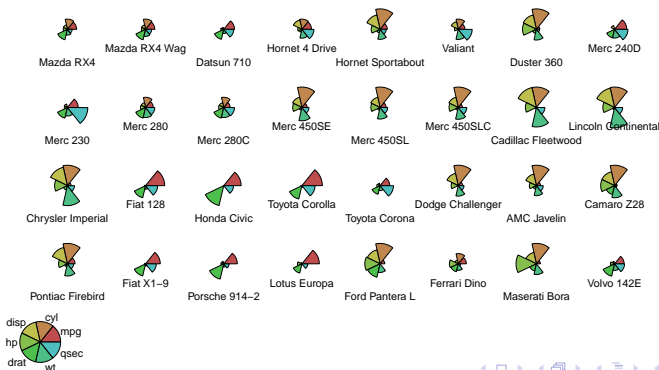 Mazda RX4
Mazda RX4 Wag
Datsun 710
Hornet 4 Drive
Hornet Sportabout
Valiant
Duster 360
Merc 240D
Merc 230
Merc 280
Merc 280C
Merc 450SE
Merc 450SL
Merc 450SLC
Cadillac Fleetwood
Lincoln Continental
Chrysler Imperial
Fiat 128
Honda Civic
Toyota Corolla
Toyota Corona
Dodge Challenger
AMC Javelin
Camaro Z28
Pontiac Firebird
Fiat X1−9
Porsche 914−2
Lotus Europa
Ford Pantera L
Ferrari Dino
Maserati Bora
Volvo 142E
mpg
cyl
disp
hp
drat
wt
qsec